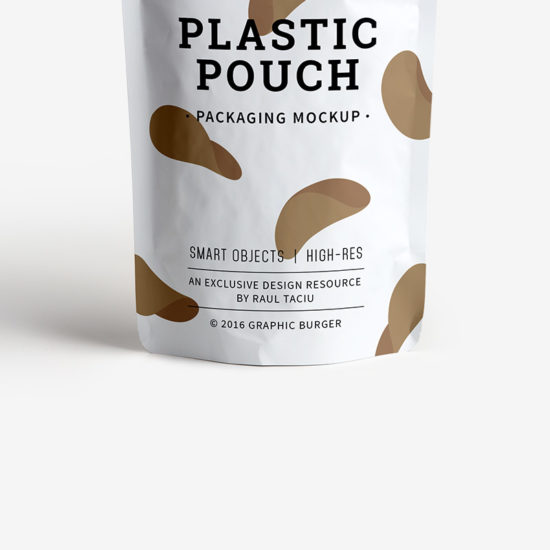 PLASTIC
POUCH
• PACKAGING MOCKUP •
SMART OBJECTS | HIGH-RES
AN EXCLUSIVE DESIGN RESOURCE
BY RAUL TACIU
© 2016 GRAPHIC BURGER